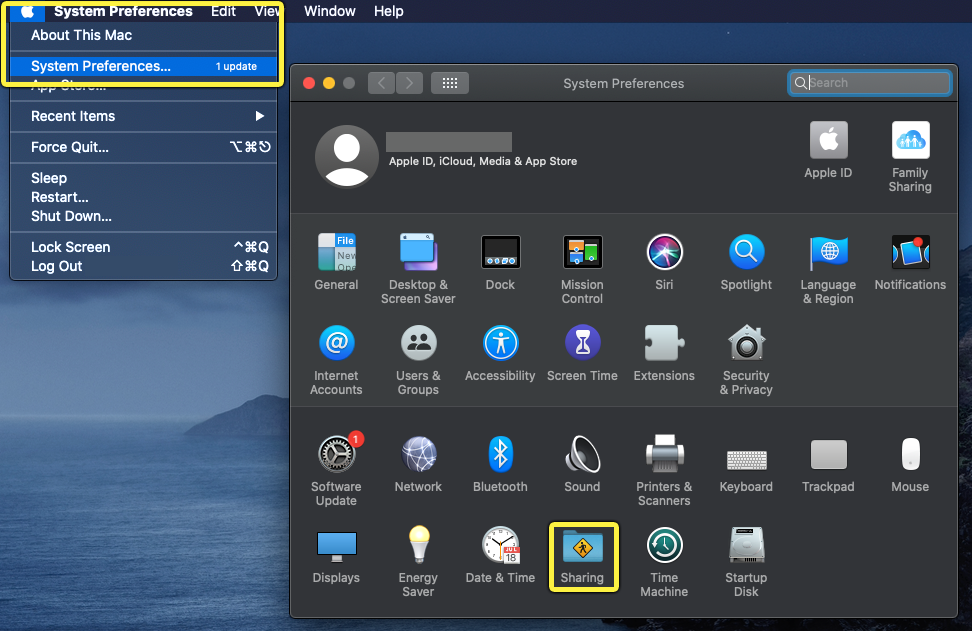 System Preferences Edit View Window Help
About This Mac
System Preferences... 1 update
App Store...
Recent Items
Force Quit... ⌥⌘⎋
Sleep
Restart...
Shut Down...
Lock Screen ^⌘Q
Log Out ⇧⌘Q
System Preferences
Search
Apple ID, iCloud, Media & App Store
Apple ID
Family
Sharing
File
New
Ope
General
Desktop &
Screen Saver
Dock
Mission
Control
Siri
Spotlight
Language
& Region
Notifications
@
Internet
Accounts
Users &
Groups
Accessibility
Screen Time
Extensions
Security
& Privacy
1
Software
Update
Network
Bluetooth
Sound
Printers &
Scanners
Keyboard
Trackpad
Mouse
Displays
Energy
Saver
JUL
18
Date & Time
Sharing
Time
Machine
Startup
Disk